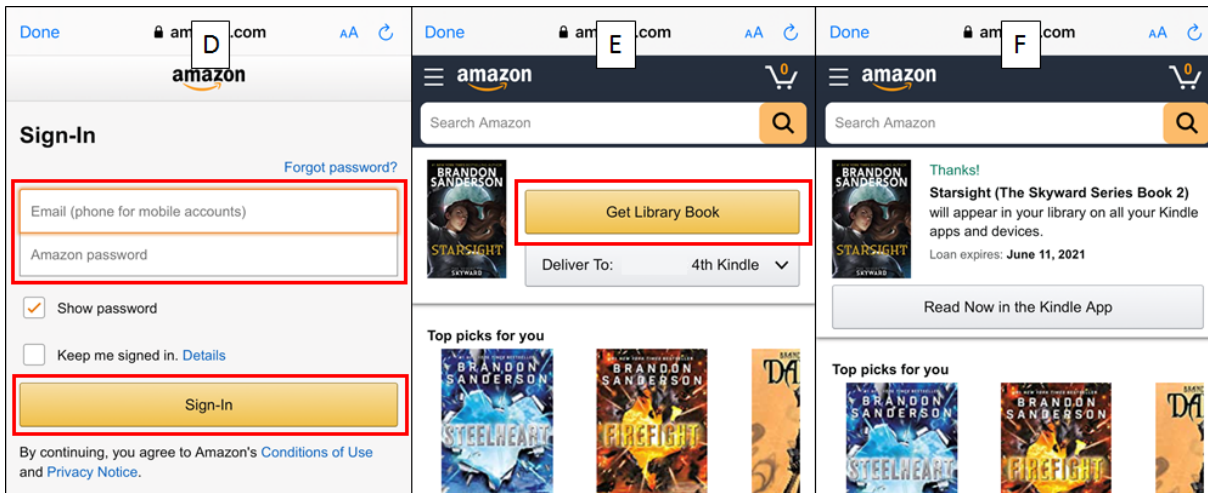 Done
am
D
.com
AA
amazon
Sign-In
Forgot password?
Email (phone for mobile accounts)
Amazon password
Show password
Keep me signed in. Details
Sign-In
By continuing, you agree to Amazon's Conditions of Use
and Privacy Notice.
Done
am
E
.com
AA
amazon
0
Search Amazon
BRANDON
SANDERSON
STARSIGHT
SKYWARD
Get Library Book
Deliver To: 4th Kindle
Top picks for you
BRANDON
SANDERSON
STEELHEART
BRANDON
SANDERSON
FIREFIGHT
DA
Done
am
F
.com
AA
amazon
0
Search Amazon
BRANDON
SANDERSON
STARSIGHT
SKYWARD
Thanks!
Starsight (The Skyward Series Book 2)
will appear in your library on all your Kindle
apps and devices.
Loan expires: June 11, 2021
Read Now in the Kindle App
Top picks for you
BRANDON
SANDERSON
STEELHEART
BRANDON
SANDERSON
FIREFIGHT
DA